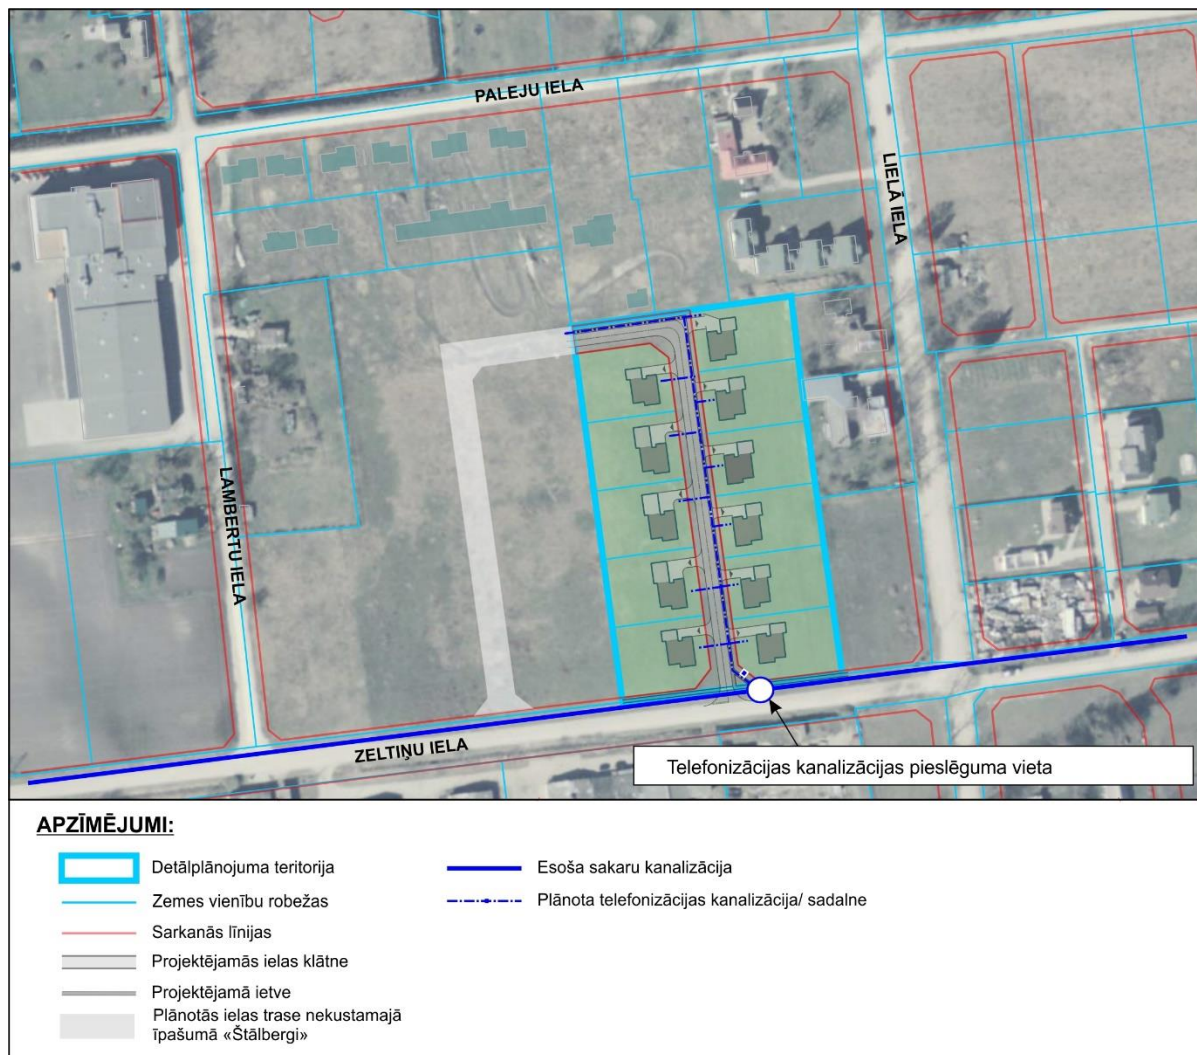 PALEJU IELA
LIELĀ IELA
LAMBERTU IELA
ZELTIŅU IELA
Telefonizācijas kanalizācijas pieslēguma vieta
APZĪMĒJUMI:
Detālplānojuma teritorija
Zemes vienību robežas
Sarkanās līnijas
Projektējamās ielas klātne
Projektējamā ietve
Plānotās ielas trase nekustamajā
īpašumā «Štālbergi»
Esoša sakaru kanalizācija
Plānota telefonizācijas kanalizācija/ sadalne